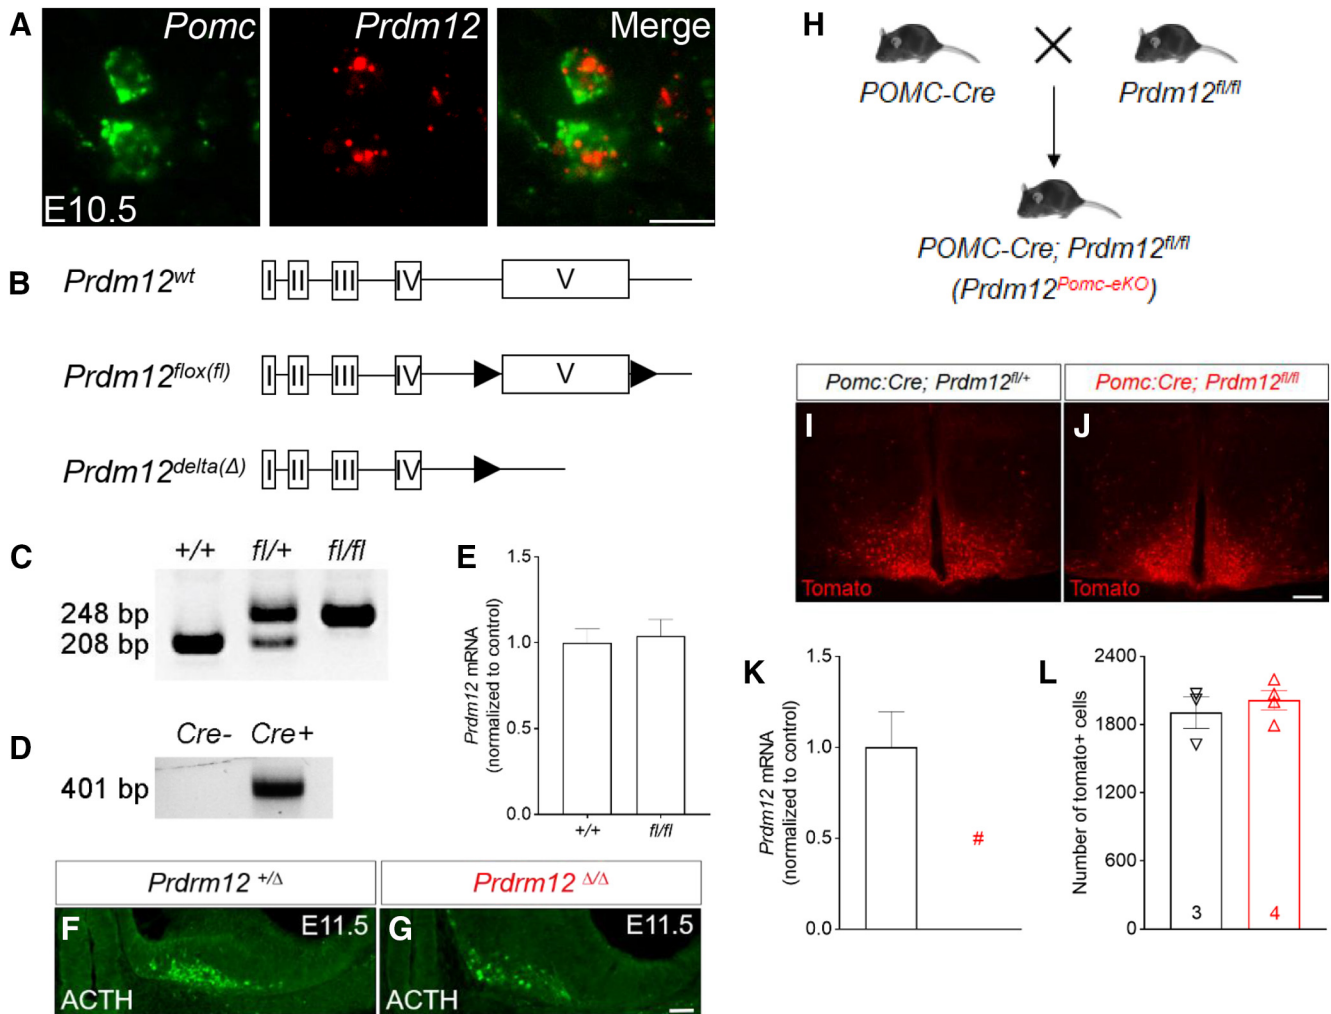 A
Pomc
Prdm12
Merge
E10.5
B
Prdm12wt
I II III IV V
Prdm12flox(fl)
I II III IV V
Prdm12delta(Δ)
I II III IV
C
+/+ fl/+ fl/fl
248 bp
208 bp
D
Cre- Cre+
401 bp
E
Prdm12 mRNA
(normalized to control)
1.5
1.0
0.5
0.0
+/+ fl/fl
Prdrm12 +/Δ
Prdrm12 Δ/Δ
F
E11.5
ACTH
G
E11.5
ACTH
H
POMC-Cre
Prdm12fl/fl
POMC-Cre; Prdm12fl/fl
(Prdm12Pomc-eKO)
Pomc:Cre; Prdm12fl/+
Pomc:Cre; Prdm12fl/fl
I
Tomato
J
Tomato
K
Prdm12 mRNA
(normalized to control)
1.5
1.0
0.5
0.0
#
L
Number of tomato+ cells
2400
1800
1200
600
0
3
4